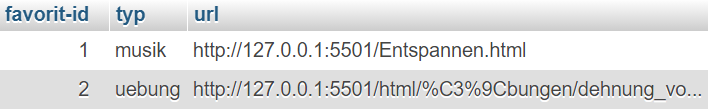 favorit-id typ url
1 musik http://127.0.0.1:5501/Entspannen.html
2 uebung http://127.0.0.1:5501/html/%C3%9Cbungen/dehnung_vo...